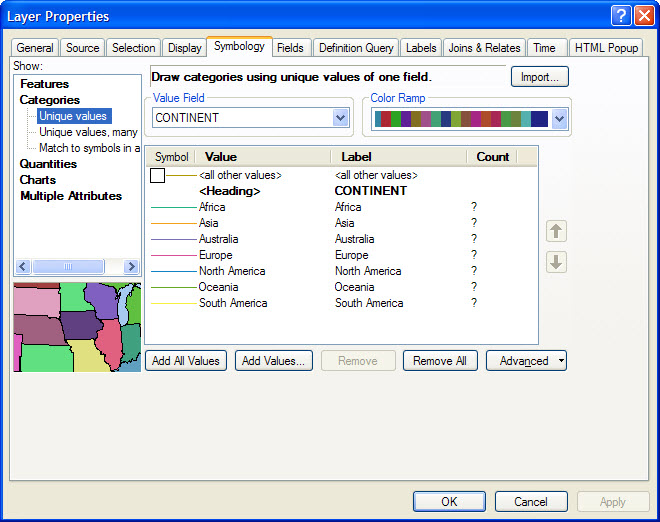 Layer Properties
General Source Selection Display Symbology Fields Definition Query Labels Joins & Relates Time HTML Popup
Show:
Features
Categories
Unique values
Unique values, many
Match to symbols in a
Quantities
Charts
Multiple Attributes
Draw categories using unique values of one field.
Import...
Value Field
CONTINENT
Color Ramp
Symbol Value Label Count
<all other values> <all other values>
<Heading> CONTINENT
Africa Africa ?
Asia Asia ?
Australia Australia ?
Europe Europe ?
North America North America ?
Oceania Oceania ?
South America South America ?
Add All Values Add Values... Remove Remove All Advanced
OK Cancel Apply